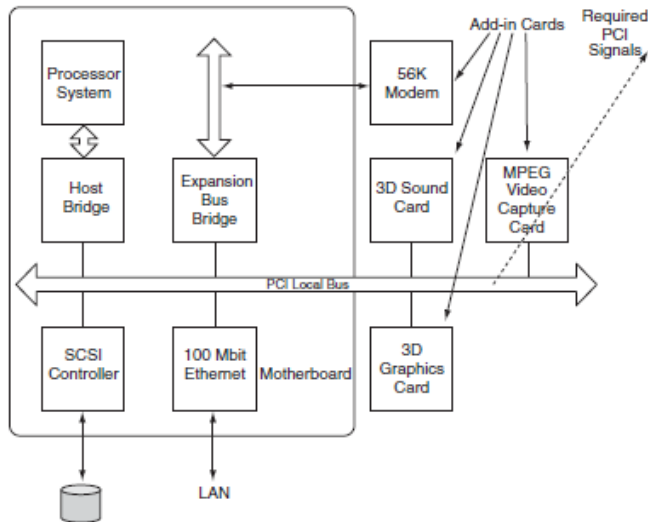 Add-in Cards
Required
PCI
Signals
Processor
System
56K
Modem
Host
Bridge
Expansion
Bus
Bridge
3D Sound
Card
MPEG
Video
Capture
Card
PCI Local Bus
SCSI
Controller
100 Mbit
Ethernet
Motherboard
3D
Graphics
Card
LAN